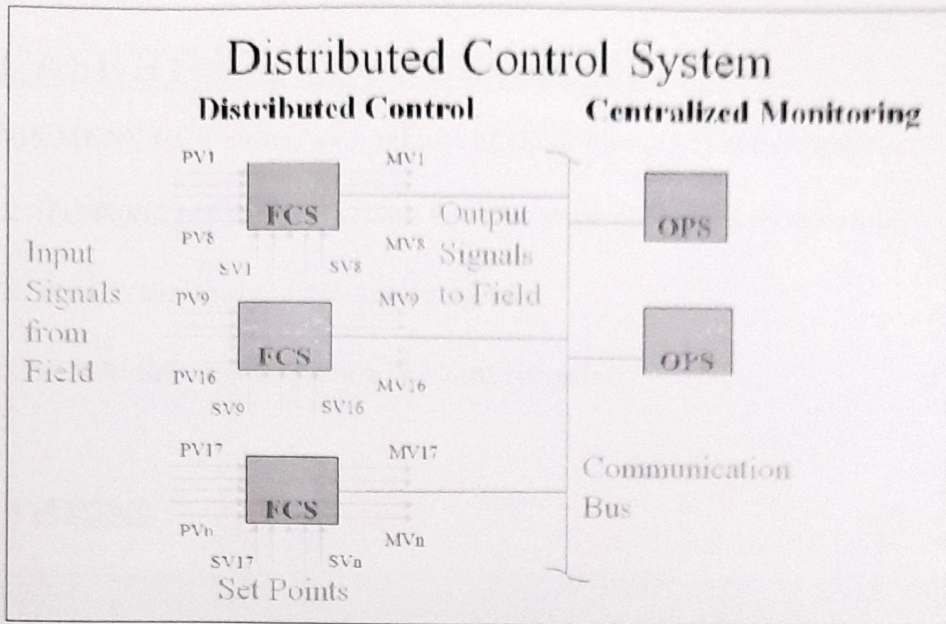 Distributed Control System
Distributed Control
Centralized Monitoring
PV1
MV1
FCS
OPS
PV8
MV8
SV1
SV8
Output
Signals
to Field
Input
Signals
from
Field
PV9
MV9
FCS
OPS
PV16
MV16
SV9
SV16
PV17
MV17
FCS
PVn
MVn
SV17
SVn
Set Points
Communication
Bus